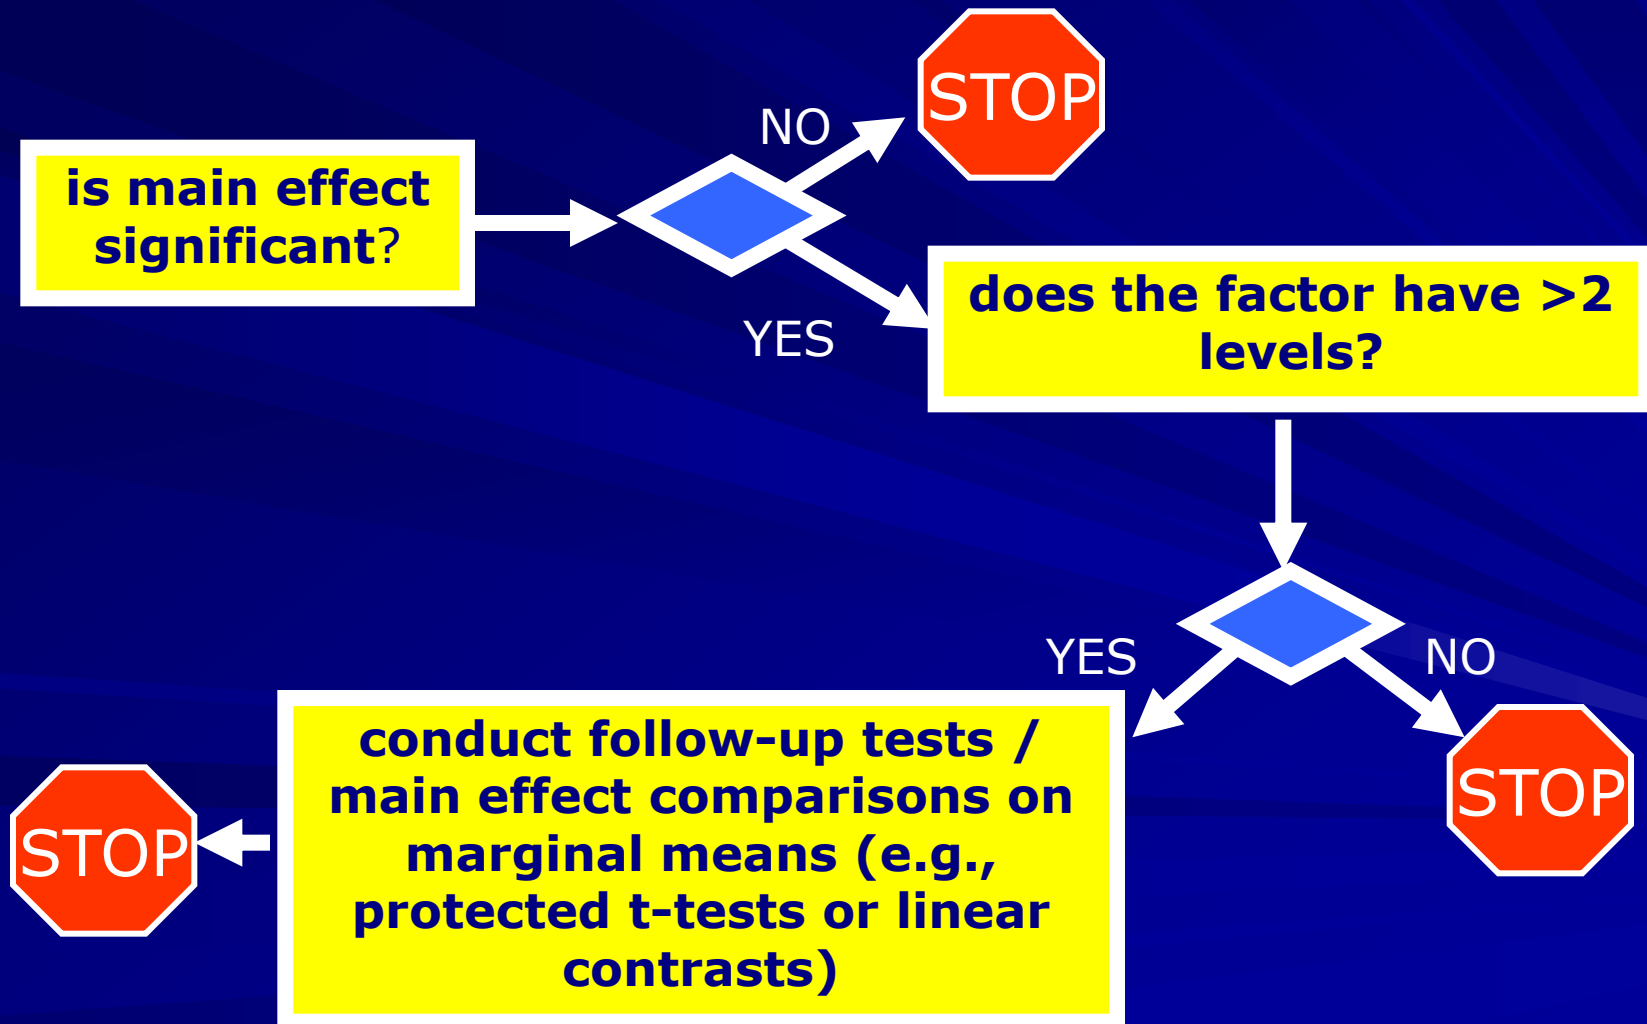 STOP
NO
is main effect
significant?
does the factor have >2
levels?
YES
YES
NO
conduct follow-up tests /
main effect comparisons on
marginal means (e.g.,
protected t-tests or linear
contrasts)
STOP
STOP